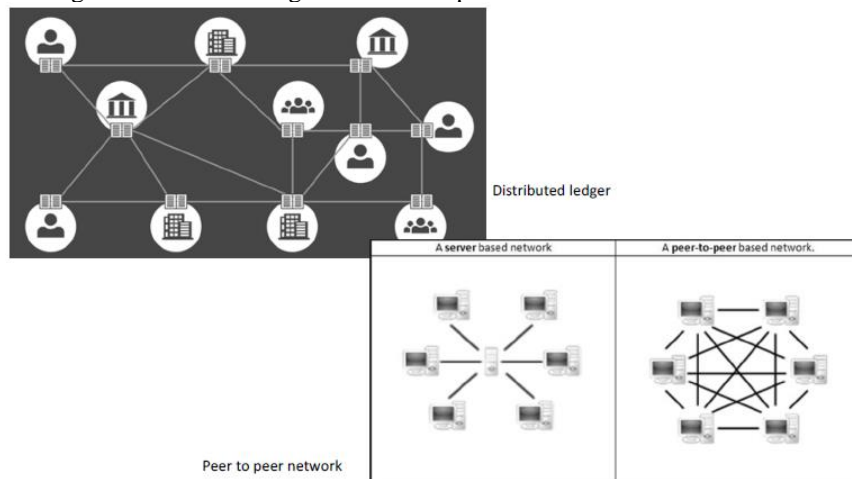 Distributed ledger
A server based network
A peer-to-peer based network.
Peer to peer network